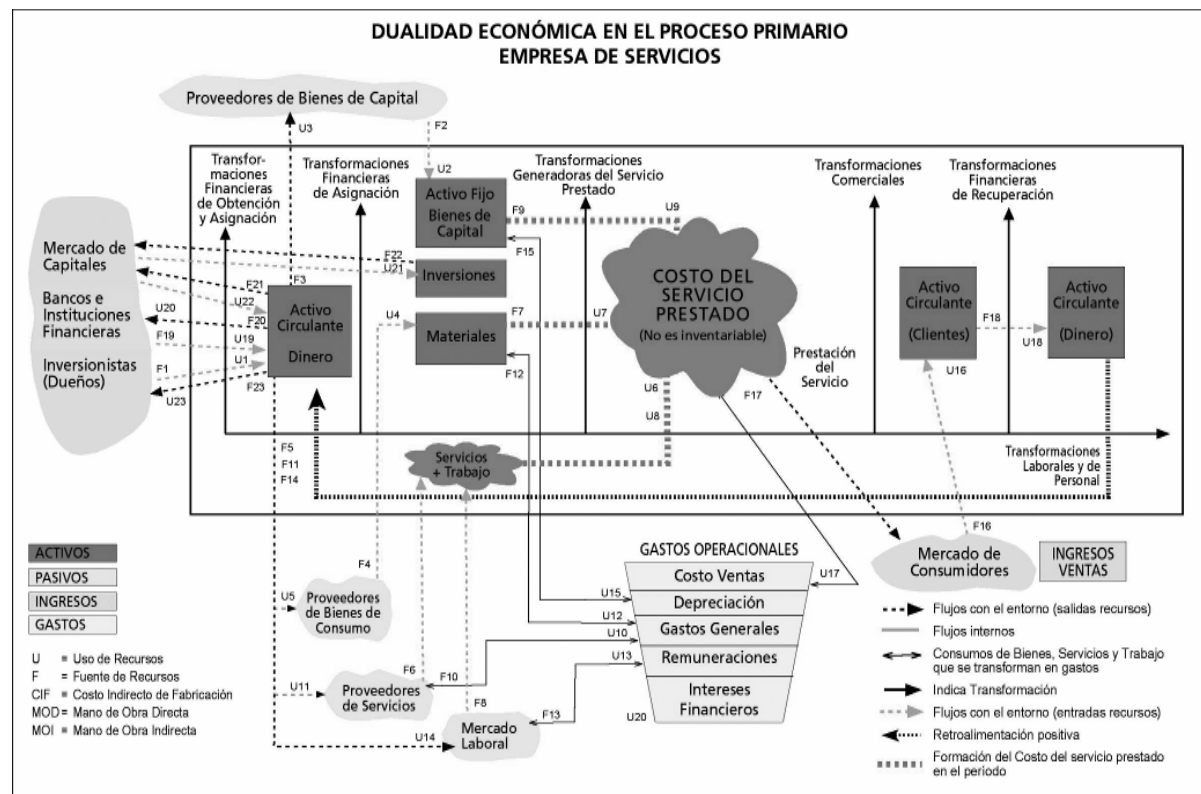 DUALIDAD ECONÓMICA EN EL PROCESO PRIMARIO
EMPRESA DE SERVICIOS
Proveedores de Bienes de Capital
U3
F2
U2
Transfor-
maciones
Financieras
de Obtención
y Asignación
Transformaciones
Financieras
de Asignación
Transformaciones
Generadoras del Servicio
Prestado
Transformaciones
Comerciales
Transformaciones
Financieras
de Recuperación
Activo Fijo
Bienes de
Capital
F9
U9
F15
Mercado de
Capitales
Bancos e
Instituciones
Financieras
Inversionistas
(Dueños)
F22
U21
F21
F3
U22
U20
F20
F19
U19
F1
U1
U23
F23
Activo
Circulante
Dinero
Inversiones
U4
Materiales
F7
U7
F12
COSTO DEL
SERVICIO
PRESTADO
(No es inventariable)
U6
U8
F17
Prestación
del
Servicio
Activo
Circulante
(Clientes)
F18
U18
U16
Activo
Circulante
(Dinero)
F5
F11
F14
Servicios
+ Trabajo
Transformaciones
Laborales y de
Personal
F16
Mercado de
Consumidores
INGRESOS
VENTAS
ACTIVOS
PASIVOS
INGRESOS
GASTOS
U = Uso de Recursos
F = Fuente de Recursos
CIF = Costo Indirecto de Fabricación
MOD = Mano de Obra Directa
MOI = Mano de Obra Indirecta
F4
U5
Proveedores
de Bienes de
Consumo
U11
F6
Proveedores
de Servicios
F10
F8
U14
Mercado
Laboral
F13
GASTOS OPERACIONALES
Costo Ventas
Depreciación
Gastos Generales
Remuneraciones
Intereses
Financieros
U17
U15
U12
U10
U13
U20
Flujos con el entorno (salidas recursos)
Flujos internos
Consumos de Bienes, Servicios y Trabajo
que se transforman en gastos
Indica Transformación
Flujos con el entorno (entradas recursos)
Retroalimentación positiva
Formación del Costo del servicio prestado
en el período